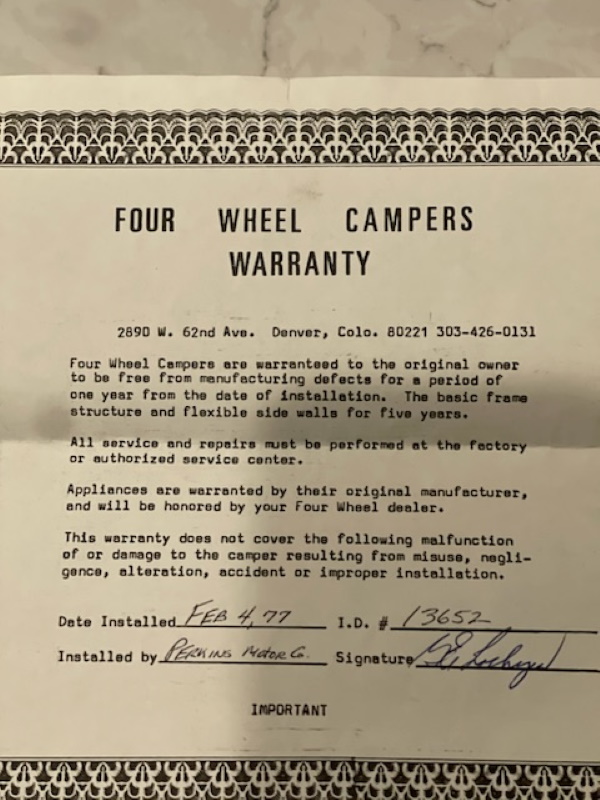 FOUR WHEEL CAMPERS
WARRANTY
2890 W. 62nd Ave. Denver, Colo. 80221 303-426-0131
Four Wheel Campers are warranteed to the original owner
to be free from manufacturing defects for a period of
one year from the date of installation. The basic frame
structure and flexible side walls for five years.
All service and repairs must be performed at the factory
or authorized service center.
Appliances are warranted by their original manufacturer,
and will be honored by your Four Wheel dealer.
This warranty does not cover the following malfunction
of or damage to the camper resulting from misuse, negli-
gence, alteration, accident or improper installation.
Date Installed FEB 4, 77 I.D. # 13652
Installed by PERKINS MOTOR Co. Signature
IMPORTANT